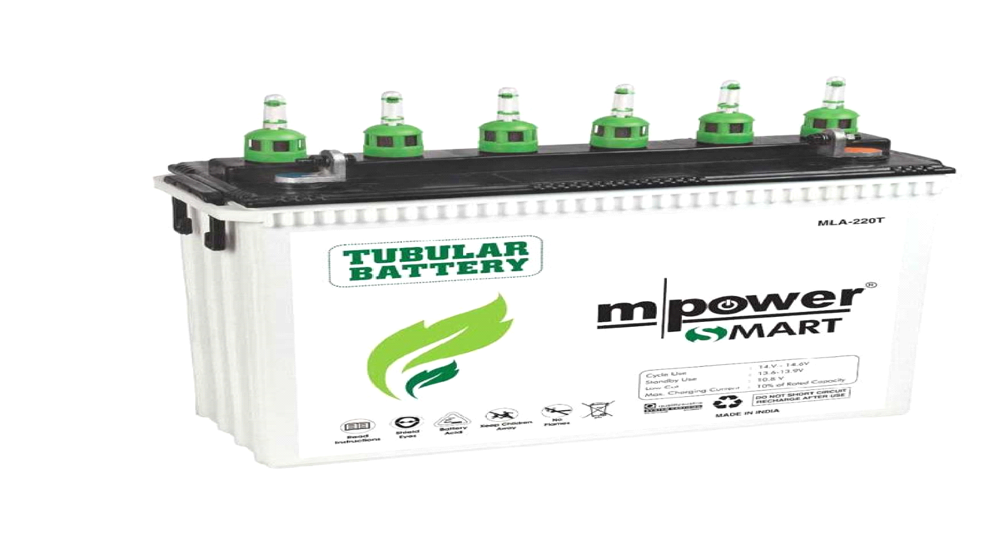 MLA-220T
TUBULAR
BATTERY
m power®
SMART
Cycle Use : 14.V - 14.6V
Standby Use : 13.6-13.9V
Low Cut : 10.8 V
Max. Charging Current : 10% of Rated Capacity
DO NOT SHORT CIRCUIT
RECHARGE AFTER USE
MADE IN INDIA
Read
Instructions
Shield
Eyes
Battery
Acid
Keep Children
Away
No
Flames